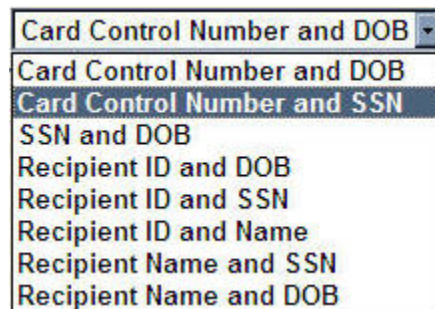 Card Control Number and DOB
Card Control Number and DOB
Card Control Number and SSN
SSN and DOB
Recipient ID and DOB
Recipient ID and SSN
Recipient ID and Name
Recipient Name and SSN
Recipient Name and DOB